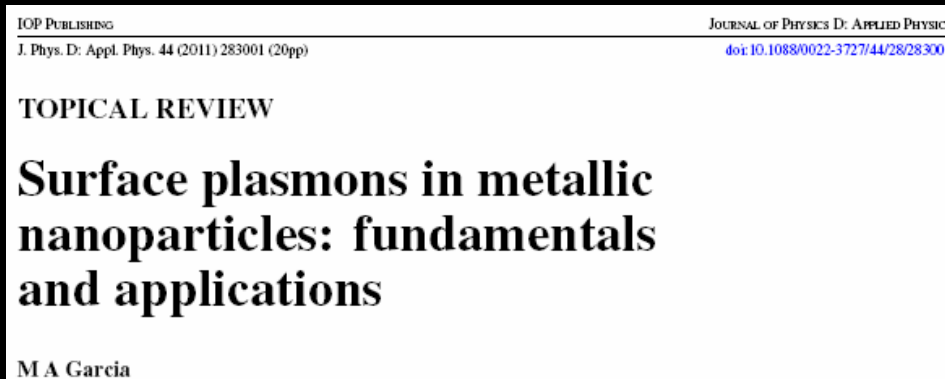 IOP PUBLISHING
JOURNAL OF PHYSICS D: APPLIED PHYSIC
J. Phys. D: Appl. Phys. 44 (2011) 283001 (20pp)
doi:10.1088/0022-3727/44/28/28300
TOPICAL REVIEW
Surface plasmons in metallic
nanoparticles: fundamentals
and applications
M A Garcia